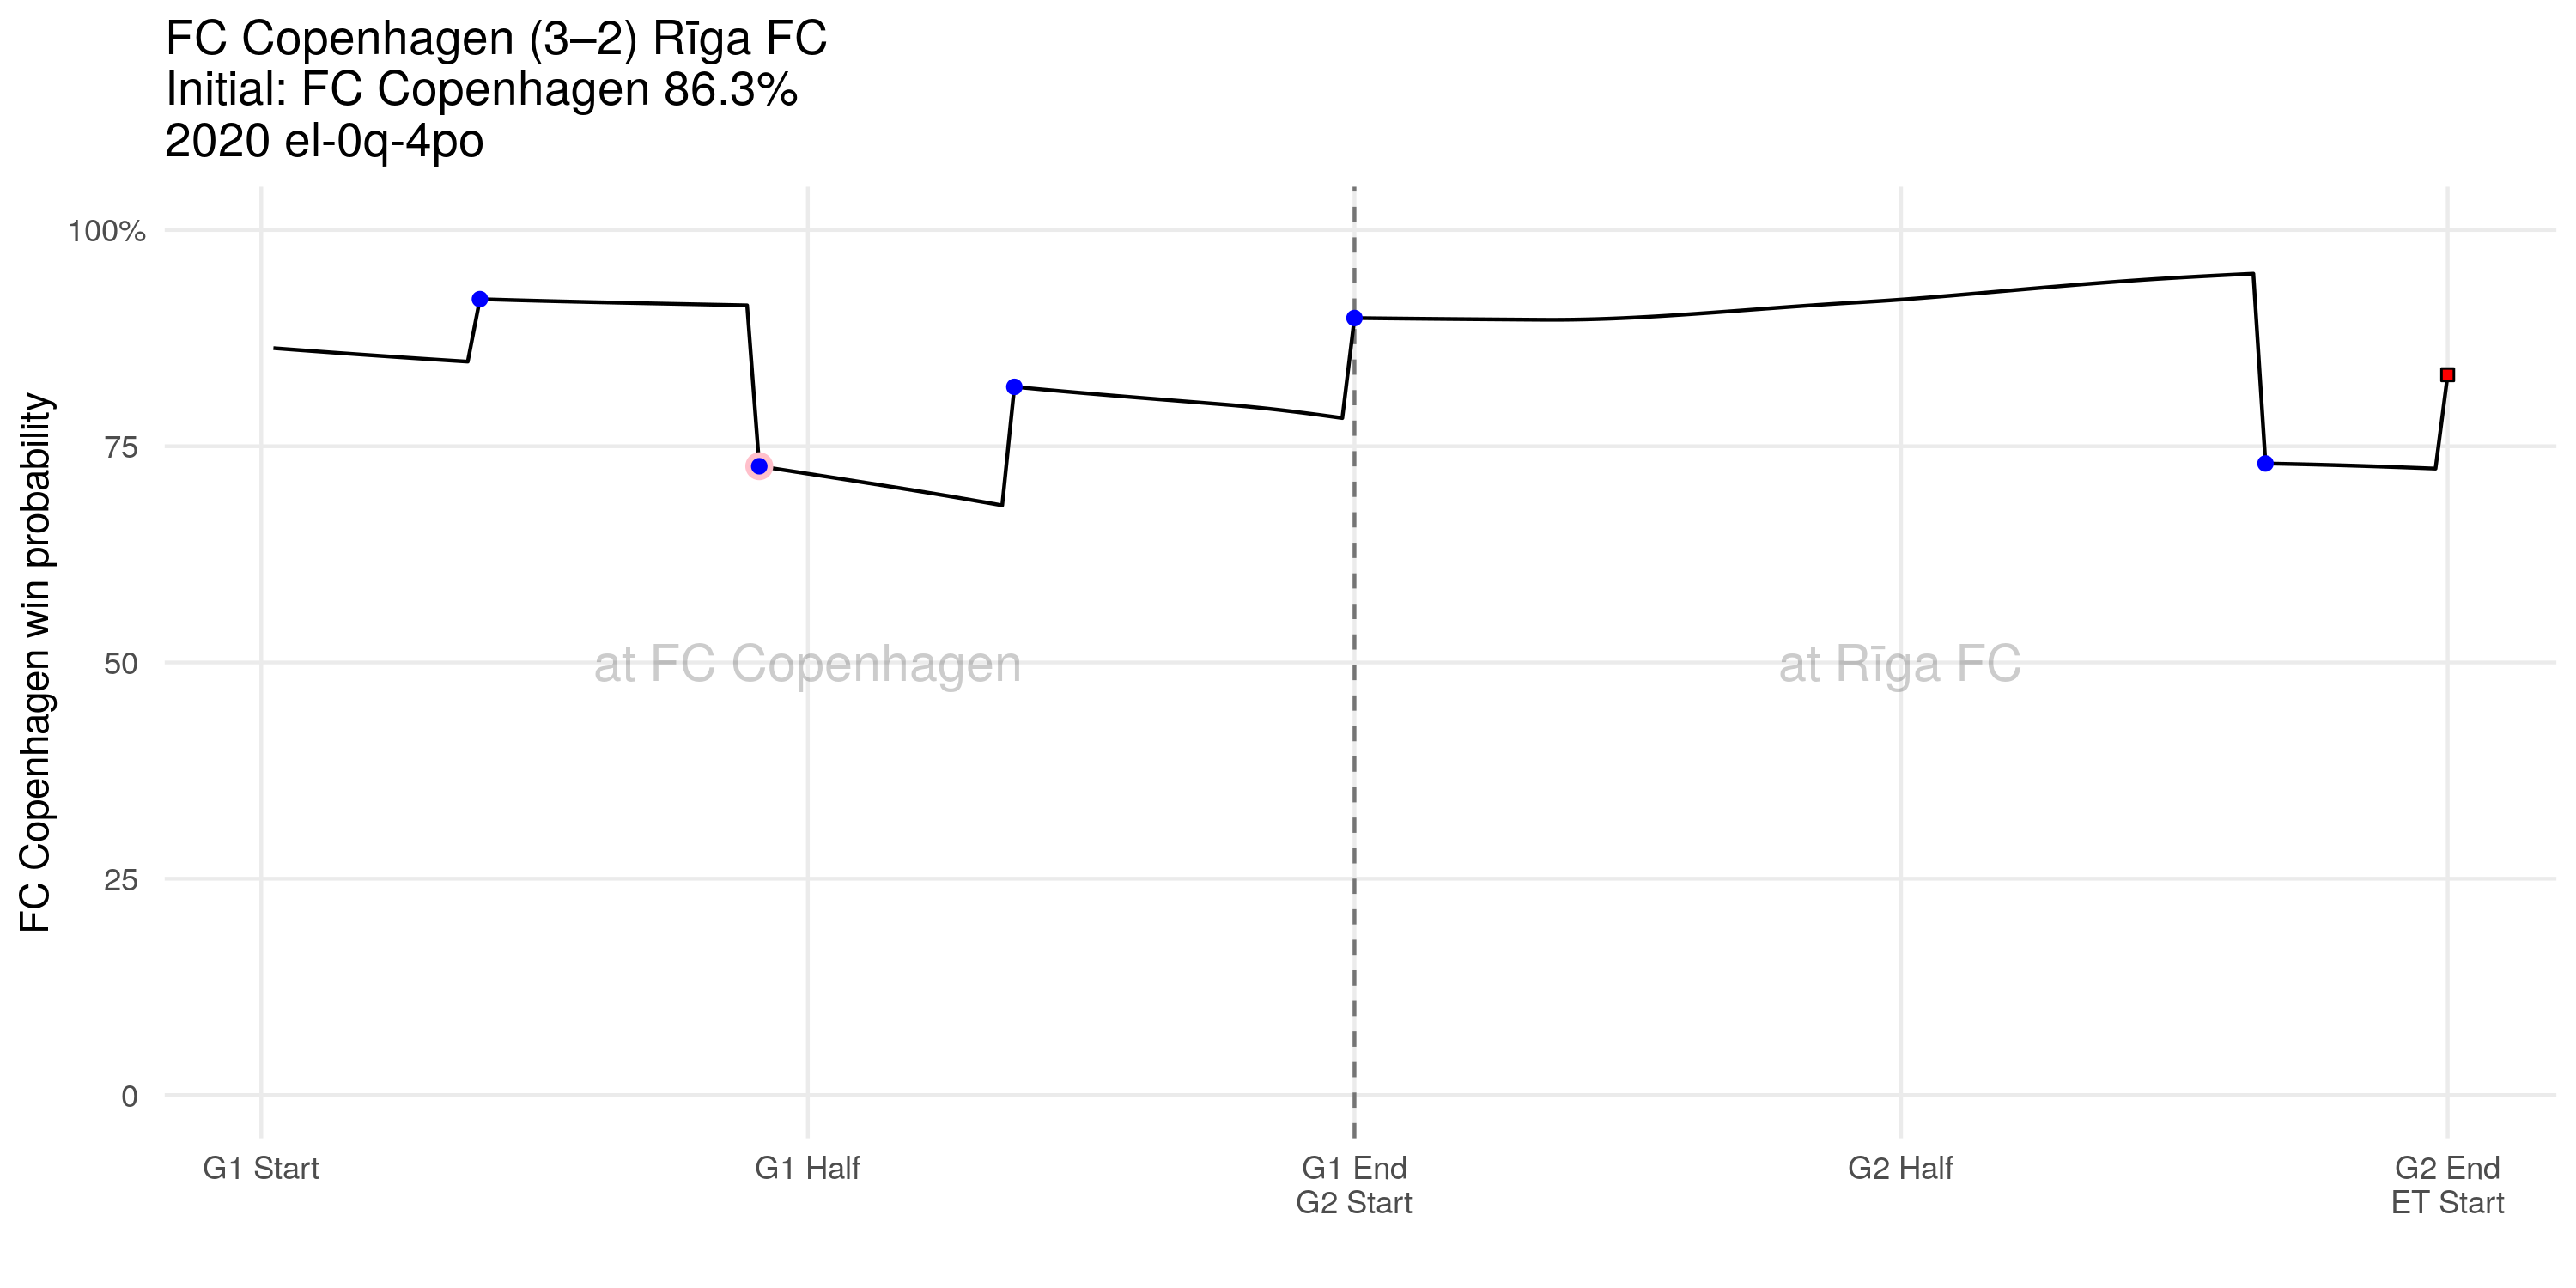 FC Copenhagen (3–2) Rīga FC
Initial: FC Copenhagen 86.3%
2020 el-0q-4po
FC Copenhagen win probability
100%
75
50
25
0
at FC Copenhagen
at Rīga FC
G1 Start
G1 Half
G1 End
G2 Start
G2 Half
G2 End
ET Start